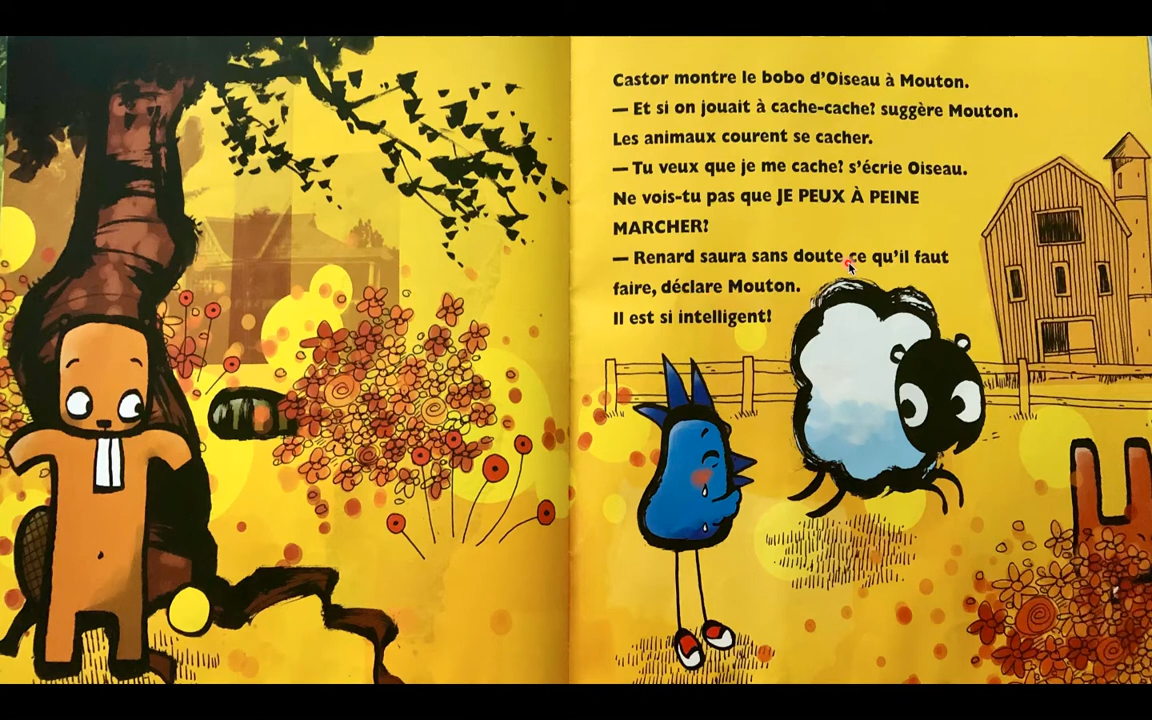 Castor montre le bobo d'Oiseau à Mouton.
— Et si on jouait à cache-cache? suggère Mouton.
Les animaux courent se cacher.
— Tu veux que je me cache? s'écrie Oiseau.
Ne vois-tu pas que JE PEUX À PEINE
MARCHER?
— Renard saura sans doute ce qu'il faut
faire, déclare Mouton.
Il est si intelligent!